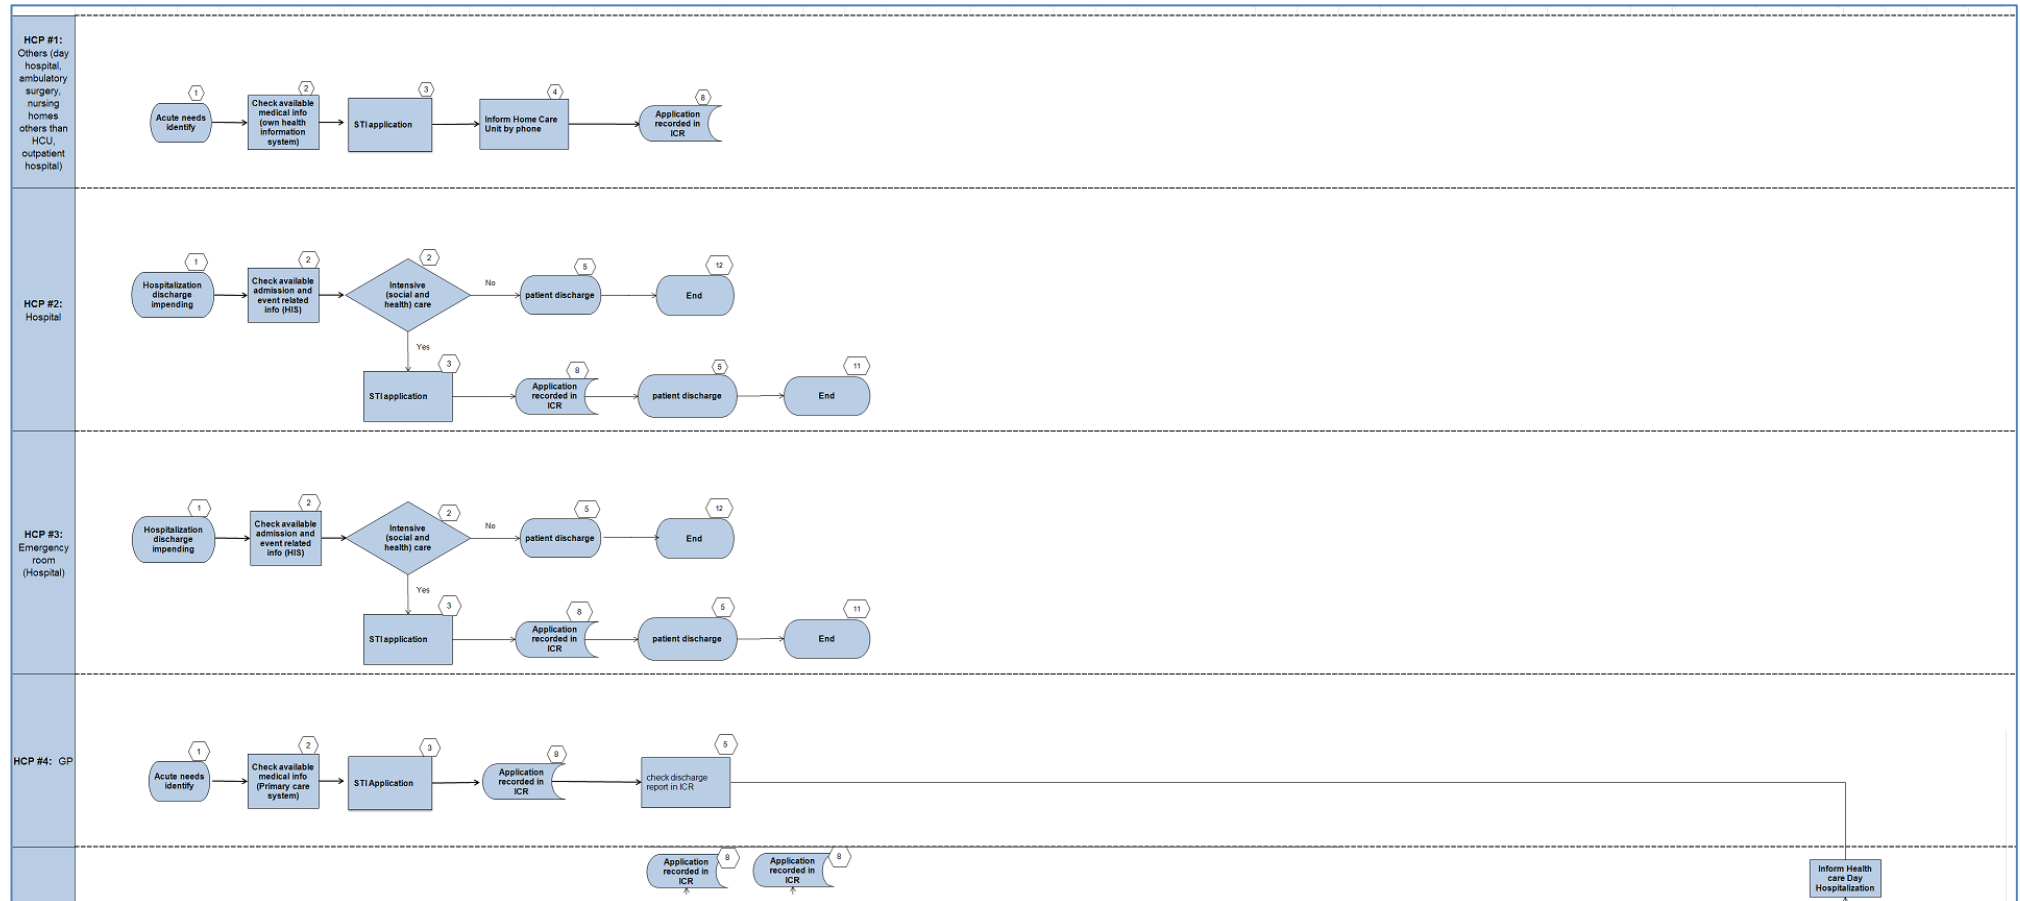 HCP #1:
Others (day
hospital,
ambulatory
surgery,
nursing
homes
others than
HCU,
outpatient
hospital)
1
Acute needs
identify
2
Check available
medical info
(own health
information
system)
3
STI application
4
Inform Home Care
Unit by phone
8
Application
recorded in
ICR
HCP #2:
Hospital
1
Hospitalization
discharge
impending
2
Check available
admission and
event related
info (HIS)
2
Intensive
(social and
health) care
No
5
patient discharge
12
End
Yes
3
STI application
8
Application
recorded in
ICR
5
patient discharge
11
End
HCP #3:
Emergency
room
(Hospital)
1
Hospitalization
discharge
impending
2
Check available
admission and
event related
info (HIS)
2
Intensive
(social and
health) care
No
5
patient discharge
12
End
Yes
3
STI application
8
Application
recorded in
ICR
5
patient discharge
11
End
HCP #4: GP
1
Acute needs
identify
2
Check available
medical info
(Primary care
system)
3
STI Application
8
Application
recorded in
ICR
5
check discharge
report in ICR
8
Application
recorded in
ICR
8
Application
recorded in
ICR
Inform Health
care Day
Hospitalization